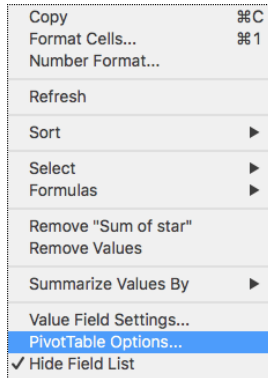 Copy ⌘C
Format Cells... ⌘1
Number Format...
Refresh
Sort ▶
Select ▶
Formulas ▶
Remove "Sum of star"
Remove Values
Summarize Values By ▶
Value Field Settings...
PivotTable Options...
✓ Hide Field List